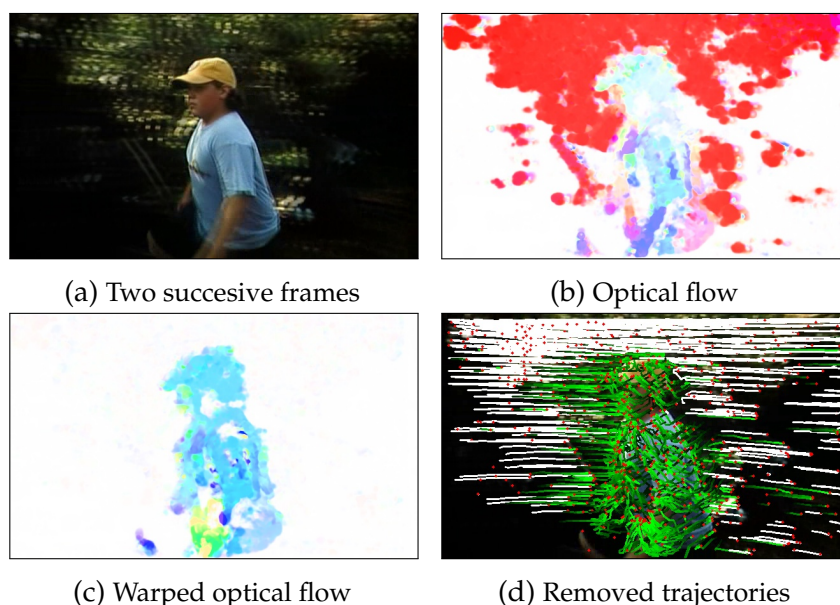 (a) Two succesive frames
(b) Optical flow
(c) Warped optical flow
(d) Removed trajectories